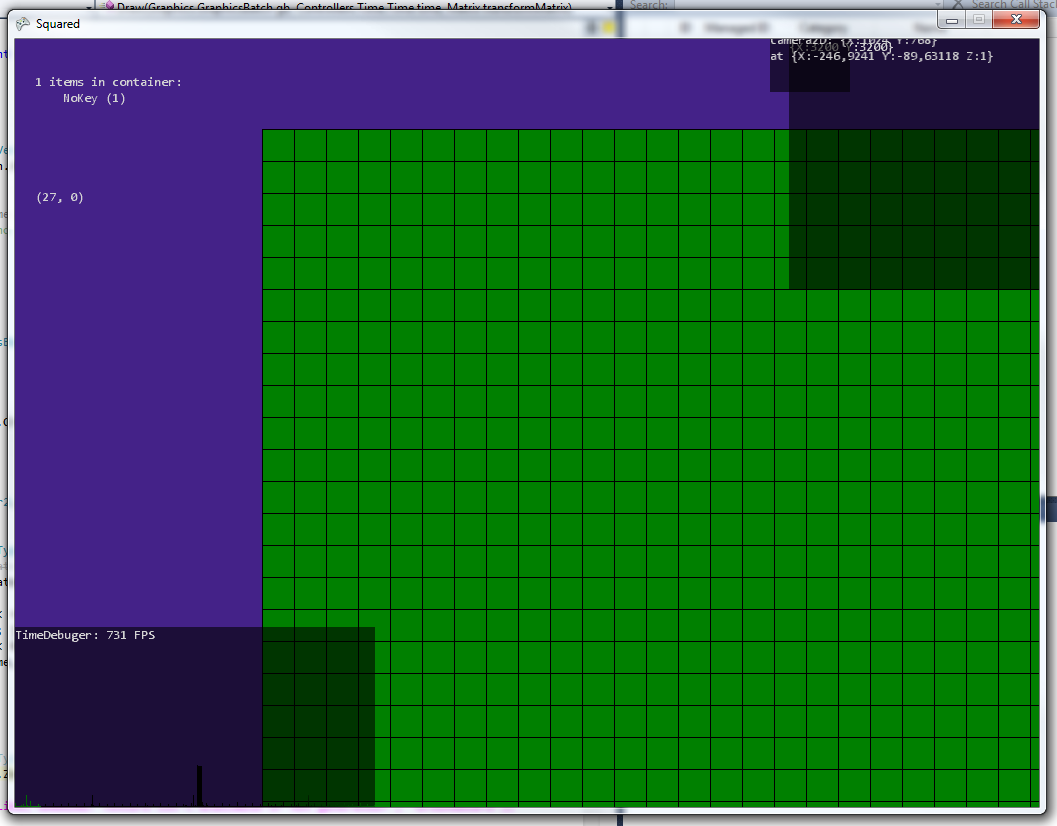 Draw(Graphics.GraphicsBatch gb, Controllers.Time.Time time, Matrix transformMatrix)
Search:
Search Call Stack
Squared
Camera2D: {X:1024 Y:768}
{X:3200 Y:3200}
at {X:-246,9241 Y:-89,63118 Z:1}
1 items in container:
NoKey (1)
(27, 0)
TimeDebuger: 731 FPS